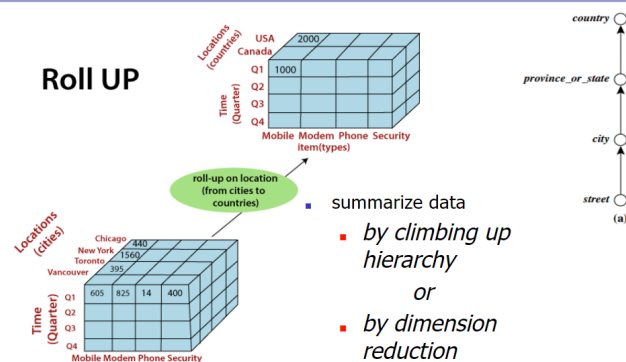 Roll UP
Locations
(countries)
USA
Canada
2000
Time
(Quarter)
Q1
Q2
Q3
Q4
1000
Mobile Modem Phone Security
item(types)
roll-up on location
(from cities to
countries)
Locations
(cities)
Chicago
New York
Toronto
Vancouver
440
1560
395
Time
(Quarter)
Q1
Q2
Q3
Q4
605 825 14 400
Mobile Modem Phone Security
summarize data
by climbing up
hierarchy
or
by dimension
reduction
country
province_or_state
city
street
(a)